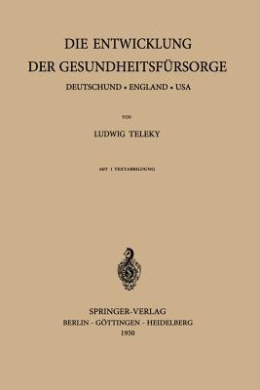 DIE ENTWICKLUNG
DER GESUNDHEITSFÜRSORGE
DEUTSCHUND • ENGLAND • USA
VON
LUDWIG TELEKY
MIT 1 TEXTABBILDUNG
SPRINGER-VERLAG
BERLIN - GÖTTINGEN - HEIDELBERG
1950